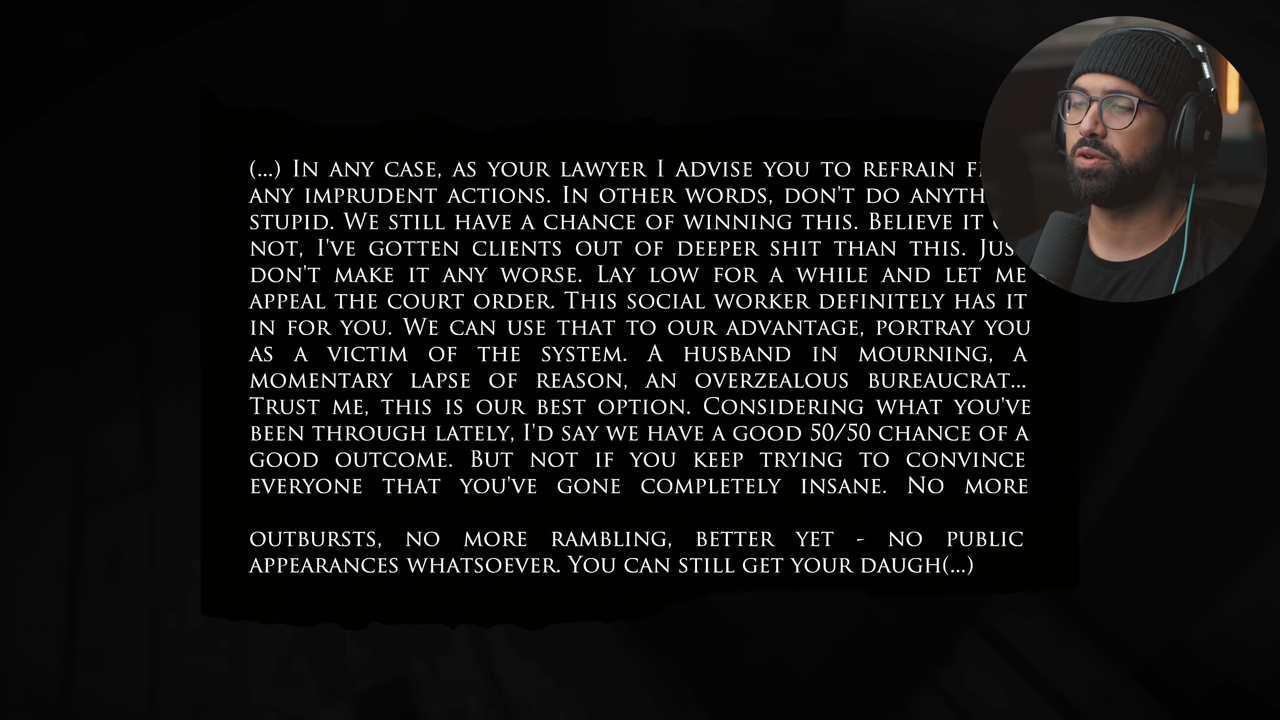 (...) In any case, as your lawyer I advise you to refrain
any imprudent actions. In other words, don't do
stupid. We still have a chance of winning this. Believe it
not, I've gotten clients out of deeper shit than this.
don't make it any worse. Lay low for a while and let me
appeal the court order. This social worker definitely has it
in for you. We can use that to our advantage, portray you
as a victim of the system. A husband in mourning, a
momentary lapse of reason, an overzealous bureaucrat...
Trust me, this is our best option. Considering what you've
been through lately, I'd say we have a good 50/50 chance of a
good outcome. But not if you keep trying to convince
everyone that you've gone completely insane. No more
outbursts, no more rambling, better yet - no public
appearances whatsoever. You can still get your daugh(...)